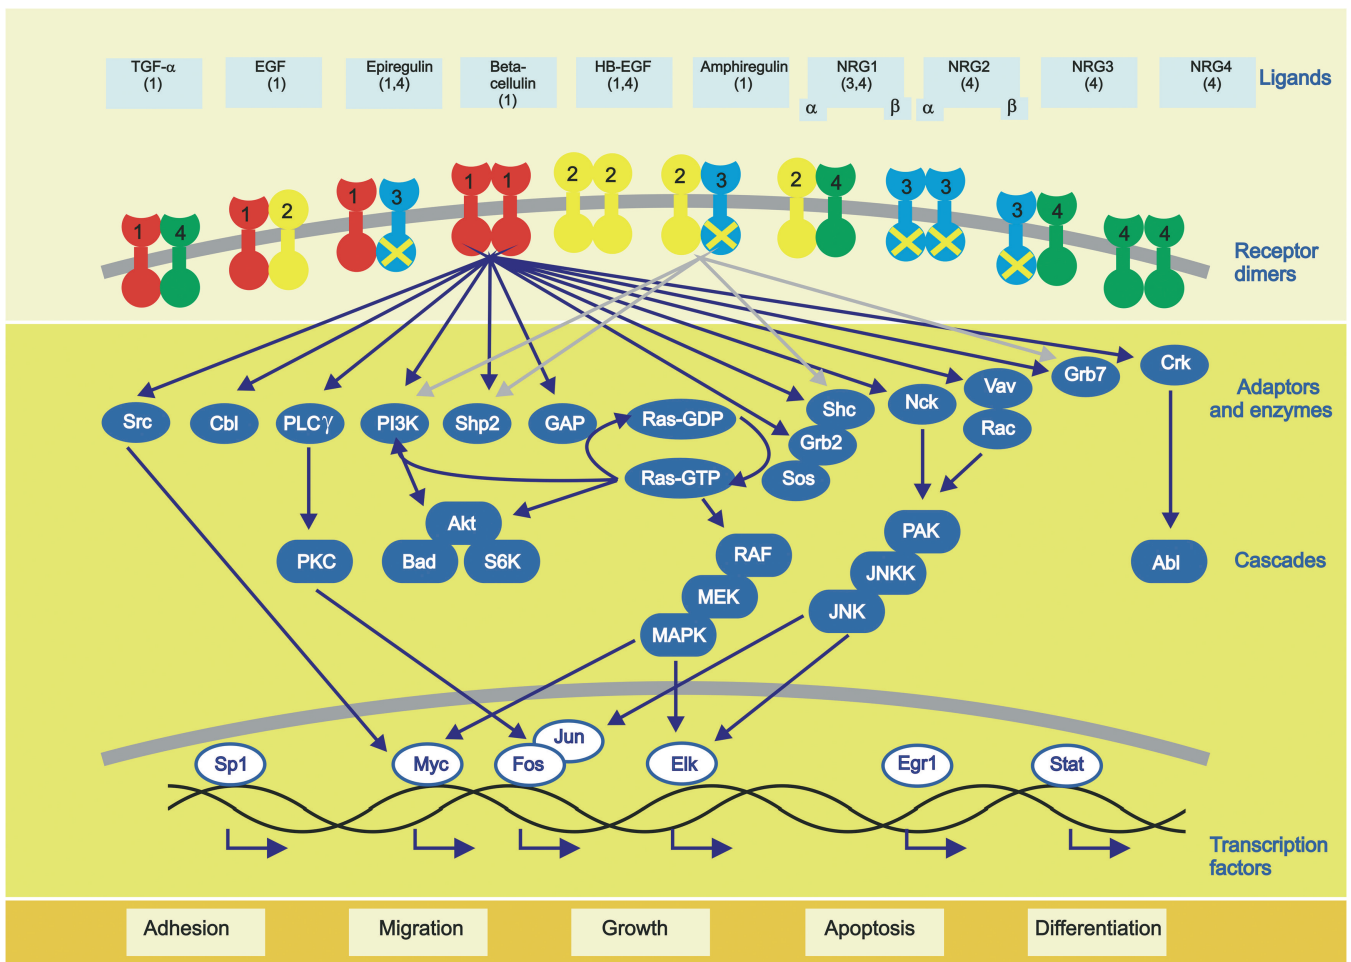 TGF-α
(1)
EGF
(1)
Epiregulin
(1,4)
Beta-
cellulin
(1)
HB-EGF
(1,4)
Amphiregulin
(1)
NRG1
(3,4)
α
β
NRG2
(4)
α
β
NRG3
(4)
NRG4
(4)
Ligands
1 4
1 2
1 3
1 1
2 2
2 3
2 4
3 3
3 4
4 4
Receptor
dimers
Src
Cbl
PLCγ
PI3K
Shp2
GAP
Ras-GDP
Ras-GTP
Shc
Grb2
Sos
Nck
Vav
Rac
Grb7
Crk
Adaptors
and enzymes
PKC
Akt
Bad
S6K
RAF
MEK
MAPK
PAK
JNKK
JNK
Abl
Cascades
Sp1
Myc
Fos
Jun
Elk
Egr1
Stat
Transcription
factors
Adhesion
Migration
Growth
Apoptosis
Differentiation